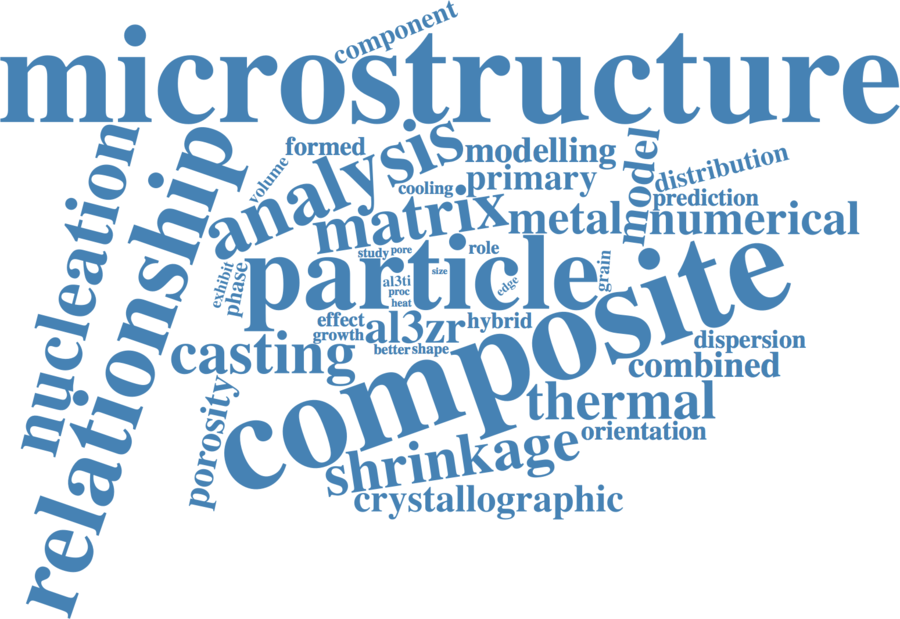 component
microstructure
nucleation
relationship
formed
analysis
modelling
volume
cooling
primary
model
distribution
prediction
matrix
metal
numerical
study
pore
role
particle
exhibit
phase
al3ti
size
proc
edge
grain
heat
composite
effect
al3zr
hybrid
growth
better
shape
casting
dispersion
combined
porosity
thermal
shrinkage
orientation
crystallographic